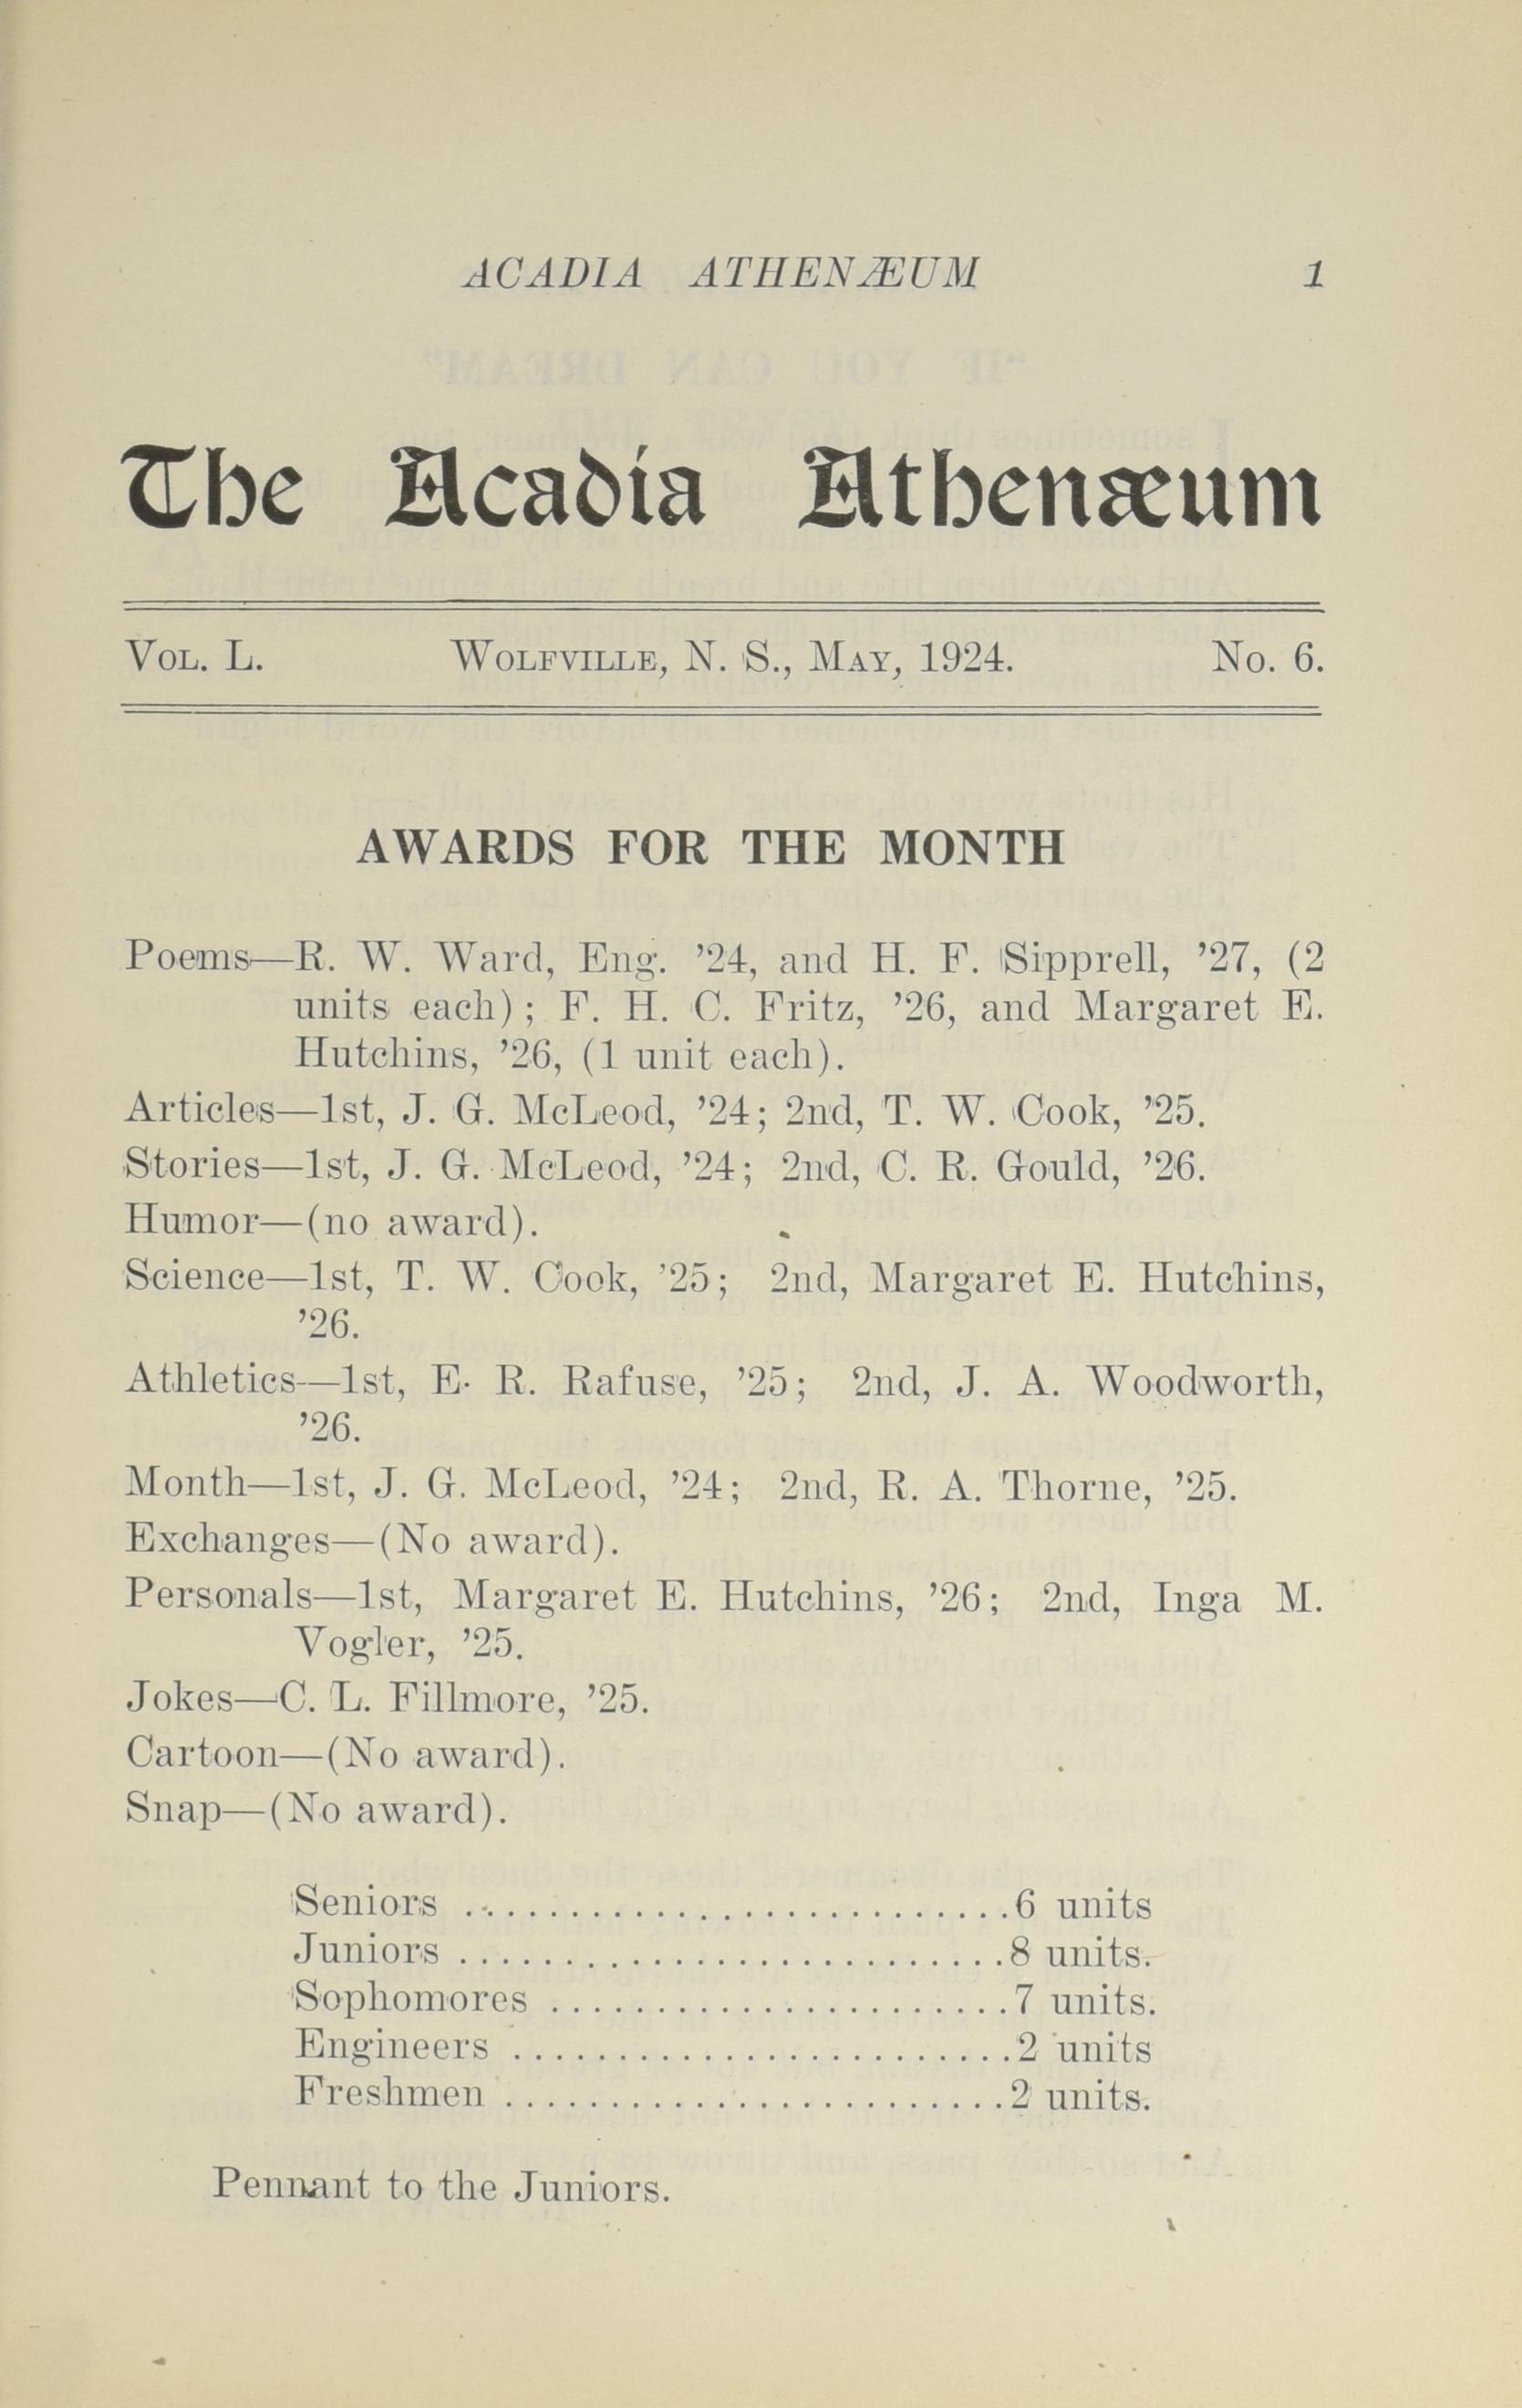 ACADIA ATHENÆUM 1
The Acadia Athenæum
VOL. L. WOLFVILLE, N. S., MAY, 1924. No. 6.
AWARDS FOR THE MONTH
Poems—R. W. Ward, Eng. ’24, and H. F. Sipprell, ’27, (2
units each); F. H. C. Fritz, ’26, and Margaret E.
Hutchins, ’26, (1 unit each).
Articles—1st, J. G. McLeod, ’24; 2nd, T. W. Cook, ’25.
Stories—1st, J. G. McLeod, ’24; 2nd, C. R. Gould, ’26.
Humor—(no award).
Science—1st, T. W. Cook, ’25; 2nd, Margaret E. Hutchins,
’26.
Athletics—1st, E. R. Rafuse, ’25; 2nd, J. A. Woodworth,
’26.
Month—1st, J. G. McLeod, ’24; 2nd, R. A. Thorne, ’25.
Exchanges—(No award).
Personals—1st, Margaret E. Hutchins, ’26; 2nd, Inga M.
Vogler, ’25.
Jokes—C. L. Fillmore, ’25.
Cartoon—(No award).
Snap—(No award).
Seniors ..........................6 units
Juniors ..........................8 units.
Sophomores ......................7 units.
Engineers ........................2 units
Freshmen ........................2 units.
Pennant to the Juniors.